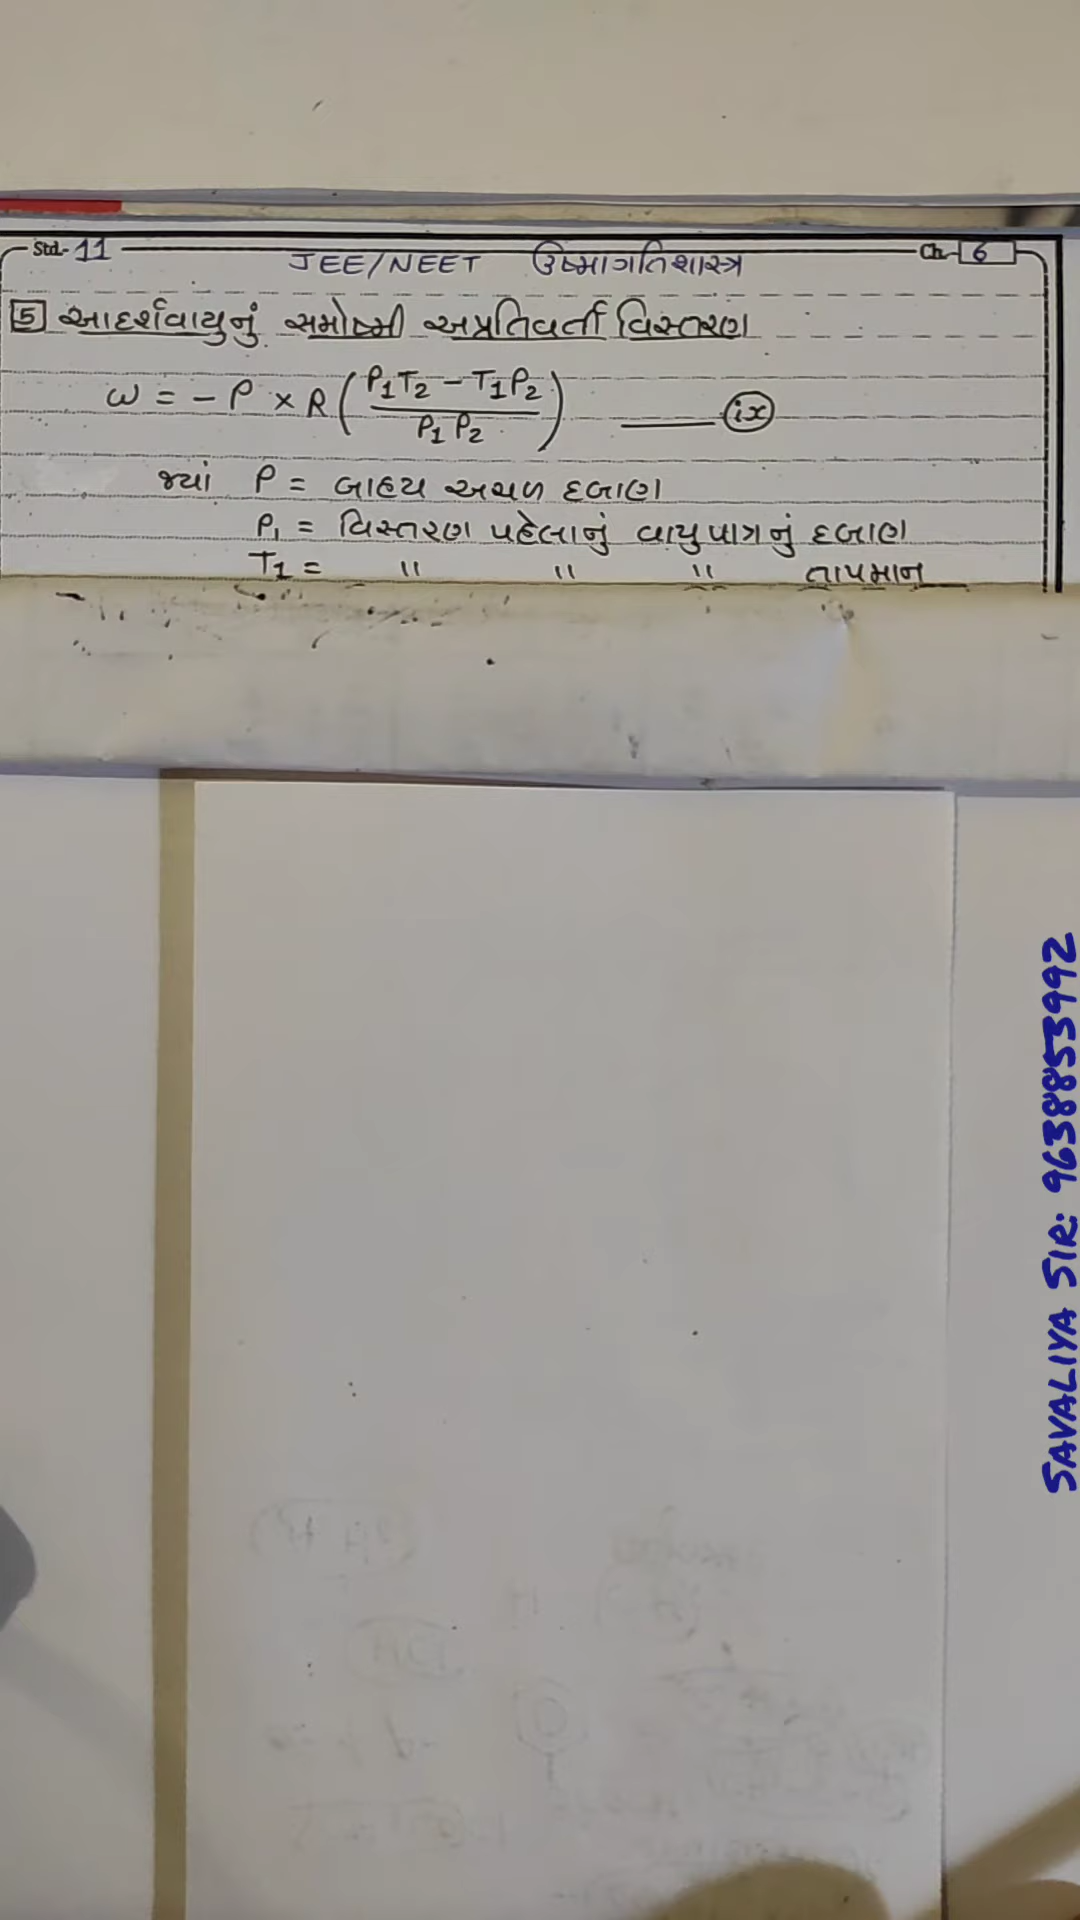 Std.- 11 JEE/NEET ઉષ્માગતિશાસ્ત્ર Ch. 6
5 આદર્શવાયુનું સમોષ્મી અપ્રતિવર્તી વિસ્તરણ
ω = - P × R (P₁T₂ - T₁P₂ / P₁P₂) —— ix
જ્યાં P = બાહય અચળ દબાણ
P₁ = વિસ્તરણ પહેલાનું વાયુપાત્રનું દબાણ
T₁ = " " " તાપમાન
SAVALIYA SIR: 9638853992